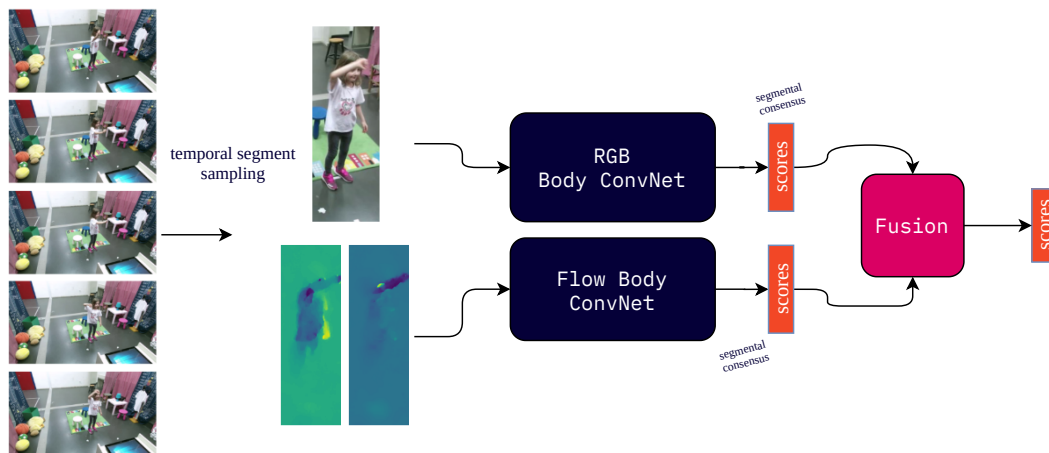 temporal segment
sampling
RGB
Body ConvNet
segmental
consensus
scores
Flow Body
ConvNet
scores
segmental
consensus
Fusion
scores